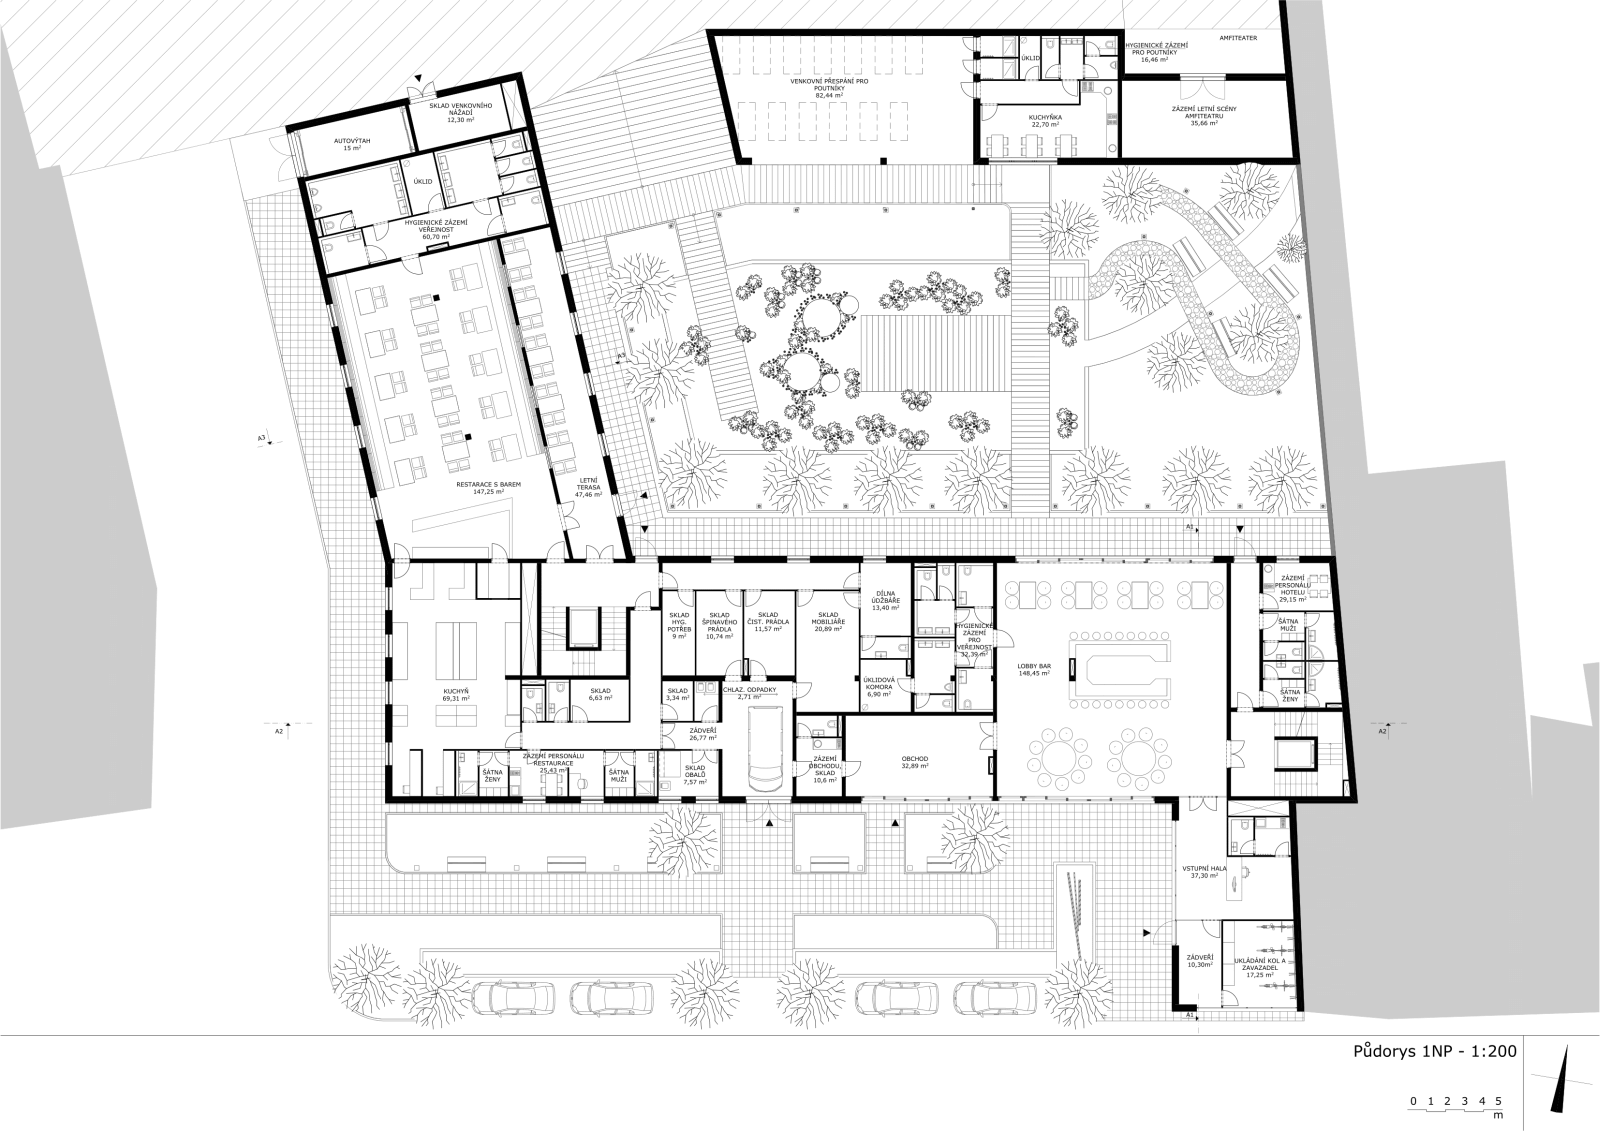 AMFITEATER
HYGIENICKÉ ZÁZEMÍ
PRO POUTNÍKY
16,46 m²
VENKOVNÍ PŘESPÁNÍ PRO
POUTNÍKY
82,44 m²
ÚKLID
KUCHYŇKA
22,70 m²
ZÁZEMÍ LETNÍ SCÉNY
AMFITEATRU
35,66 m²
SKLAD VENKOVNÍHO
NÁŽADÍ
12,30 m²
AUTOVÝTAH
15 m²
ÚKLID
HYGIENICKÉ ZÁZEMÍ
VEŘEJNOST
60,70 m²
A3
A3
RESTARACE S BAREM
147,25 m²
LETNÍ
TERASA
47,46 m²
A1
SKLAD
HYG.
POTŘEB
9 m²
SKLAD
ŠPINAVÉHO
PRÁDLA
10,74 m²
SKLAD
ČIST. PRÁDLA
11,57 m²
SKLAD
MOBILIÁŘE
20,89 m²
DÍLNA
ÚDŽBÁŘE
13,40 m²
HYGIENICKÉ
ZÁZEMÍ
PRO
VEŘEJNOST
32,39 m²
LOBBY BAR
148,45 m²
ZÁZEMÍ
PERSONÁLU
HOTELU
29,15 m²
ŠATNA
MUŽI
ŠATNA
ŽENY
KUCHYŇ
69,31 m²
SKLAD
6,63 m²
SKLAD
3,34 m²
CHLAZ. ODPADKY
2,71 m²
ÚKLIDOVÁ
KOMORA
6,90 m²
A2
A2
ZÁDVEŘÍ
26,77 m²
ZÁZEMÍ PERSONÁLU
RESTAURACE
25,43 m²
ŠATNA
ŽENY
ŠATNA
MUŽI
SKLAD
OBALŮ
7,57 m²
ZÁZEMÍ
OBCHODU,
SKLAD
10,6 m²
OBCHOD
32,89 m²
VSTUPNÍ HALA
37,30 m²
ZÁDVEŘÍ
10,30m²
UKLÁDÁNÍ KOL A
ZAVAZADEL
17,25 m²
A1
Půdorys 1NP - 1:200
0 1 2 3 4 5
m